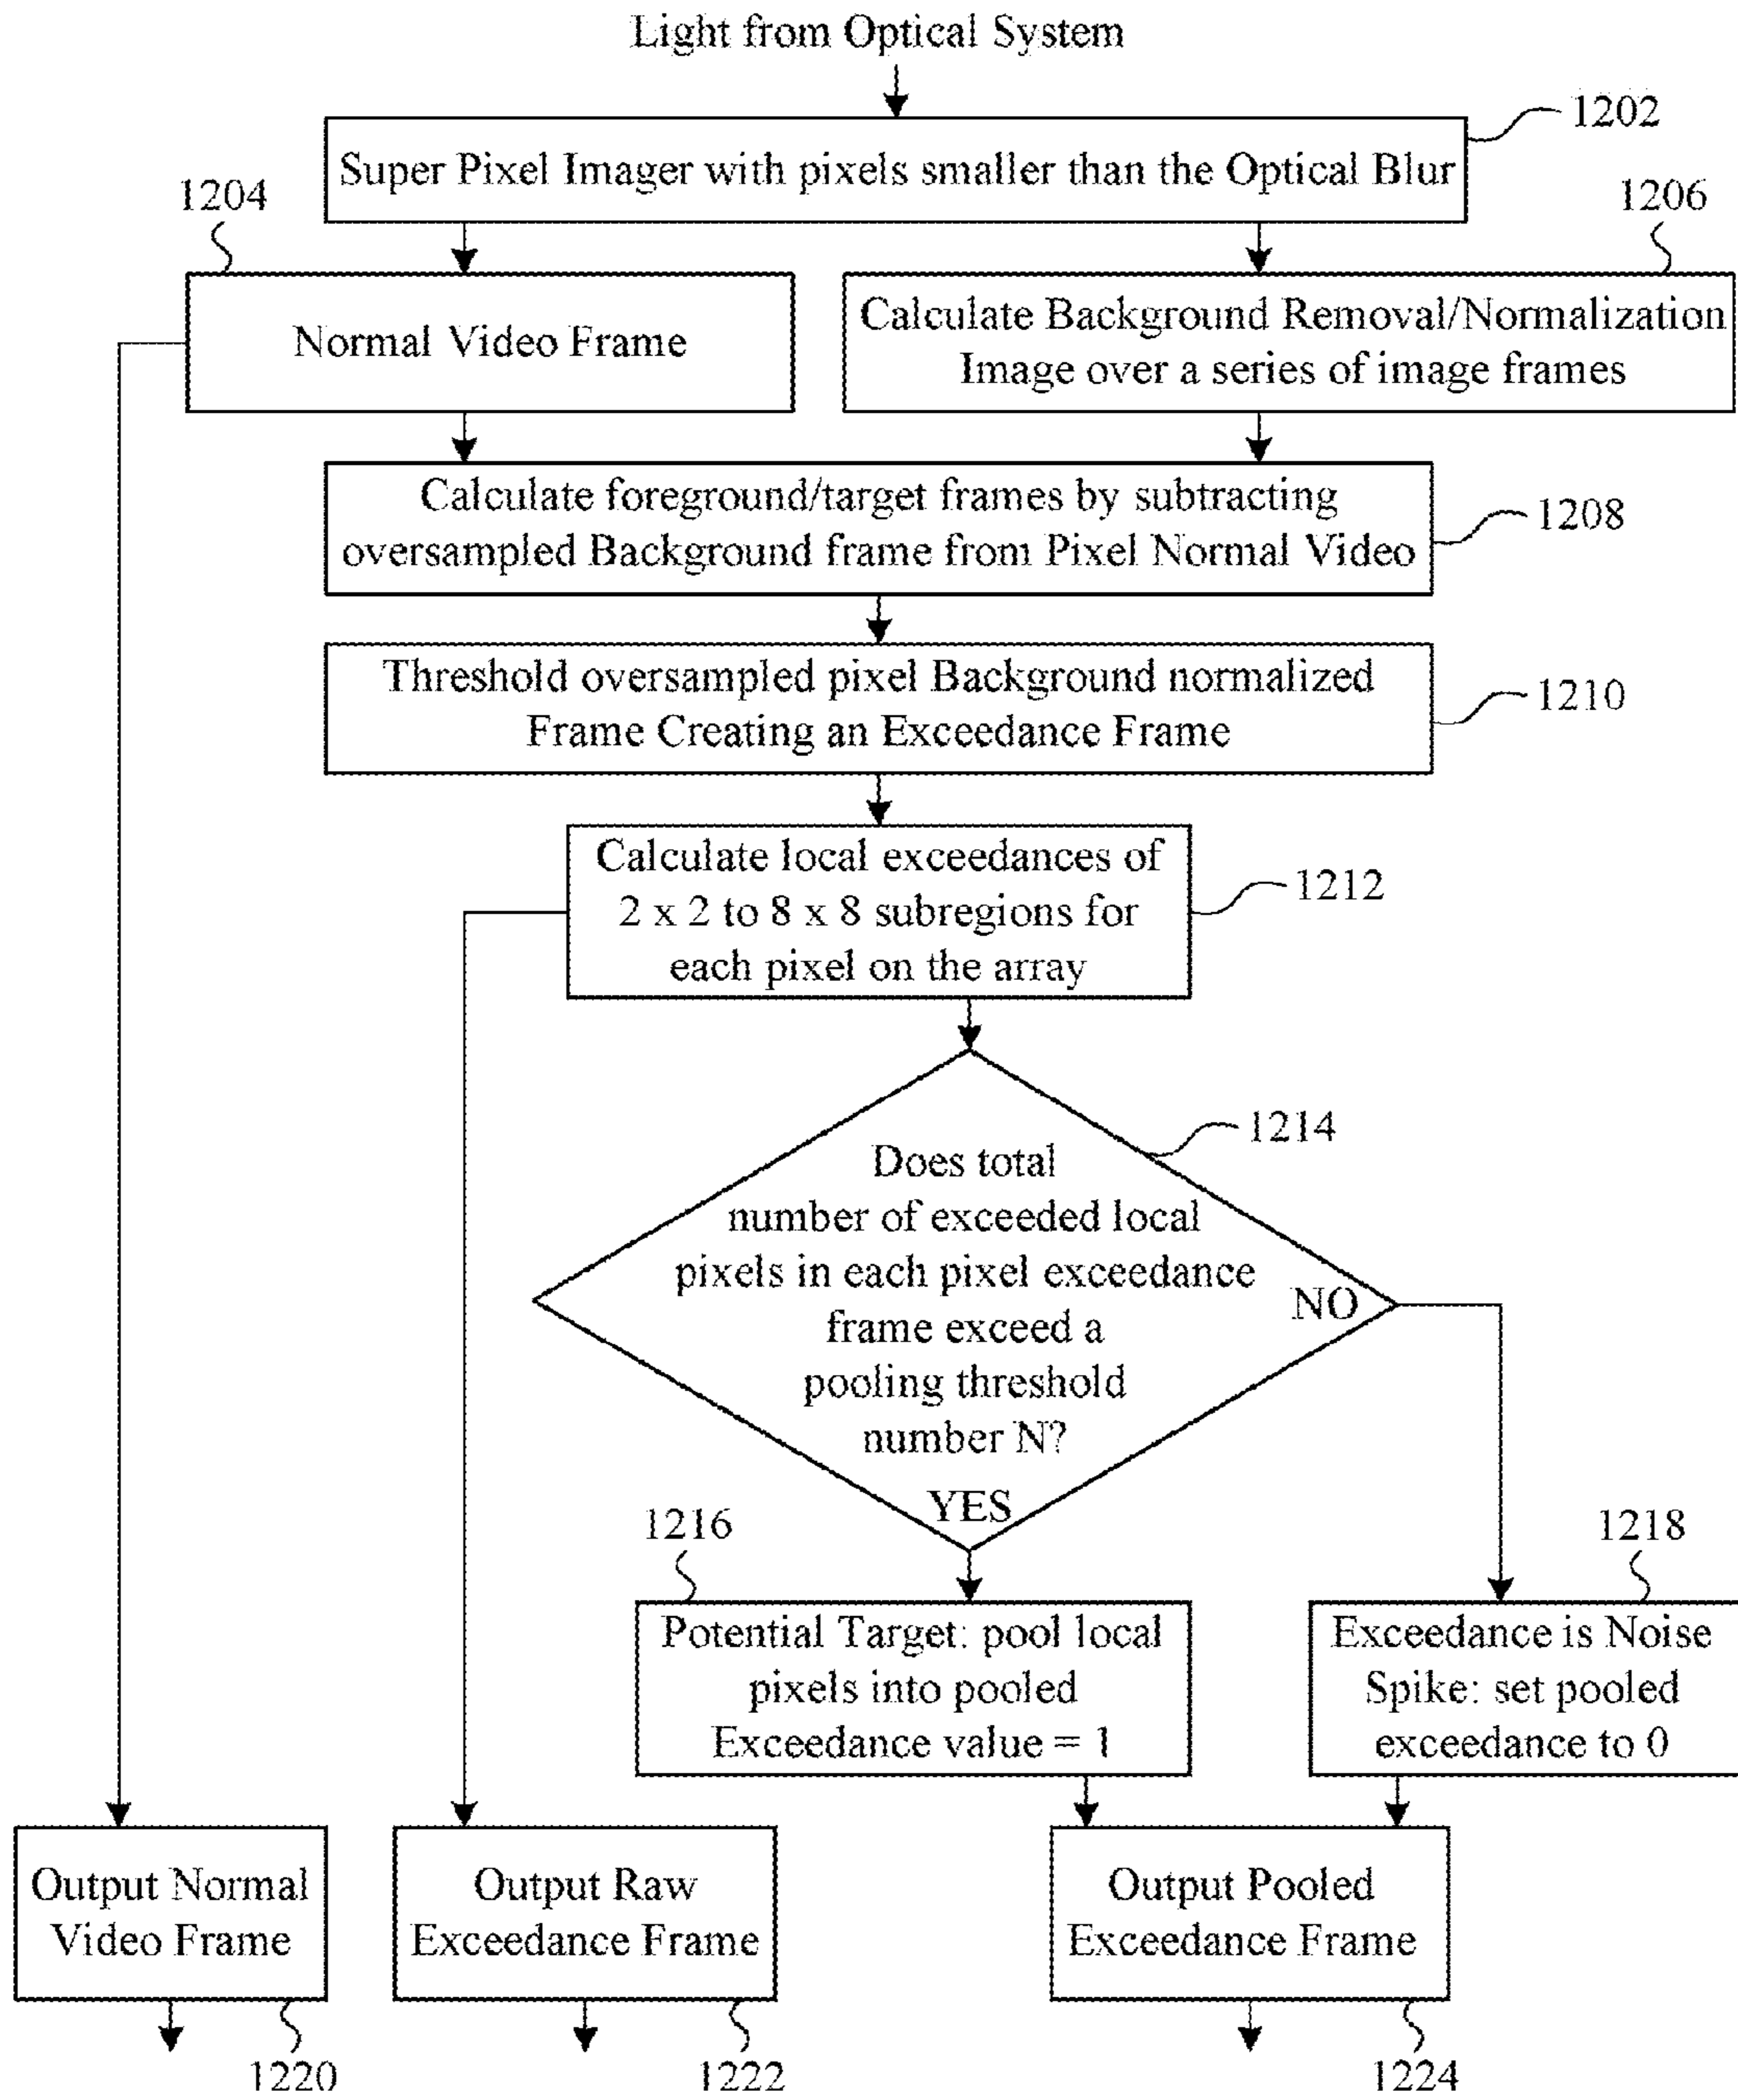 Light from Optical System
1202
Super Pixel Imager with pixels smaller than the Optical Blur
1204
1206
Normal Video Frame
Calculate Background Removal/Normalization
Image over a series of image frames
Calculate foreground/target frames by subtracting
oversampled Background frame from Pixel Normal Video
1208
Threshold oversampled pixel Background normalized
Frame Creating an Exceedance Frame
1210
Calculate local exceedances of
2 x 2 to 8 x 8 subregions for
each pixel on the array
1212
1214
Does total
number of exceeded local
pixels in each pixel exceedance
frame exceed a
pooling threshold
number N?
NO
YES
1216
1218
Potential Target: pool local
pixels into pooled
Exceedance value = 1
Exceedance is Noise
Spike: set pooled
exceedance to 0
Output Normal
Video Frame
Output Raw
Exceedance Frame
Output Pooled
Exceedance Frame
1220
1222
1224